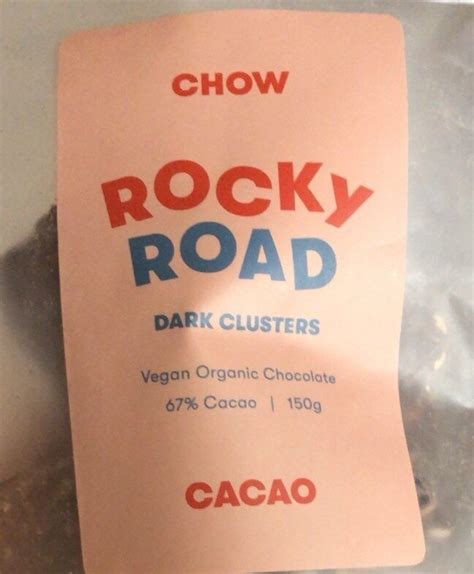 CHOW
ROCKY
ROAD
DARK CLUSTERS
Vegan Organic Chocolate
67% Cacao | 150g
CACAO